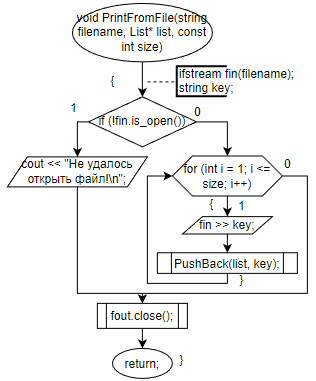 void PrintFromFile(string
filename, List* list, const
int size)
{
ifstream fin(filename);
string key;
1
if (!fin.is_open())
0
cout << "Не удалось
открыть файл!\n";
for (int i = 1; i <=
size; i++)
0
{
1
fin >> key;
PushBack(list, key);
}
fout.close();
return;
}